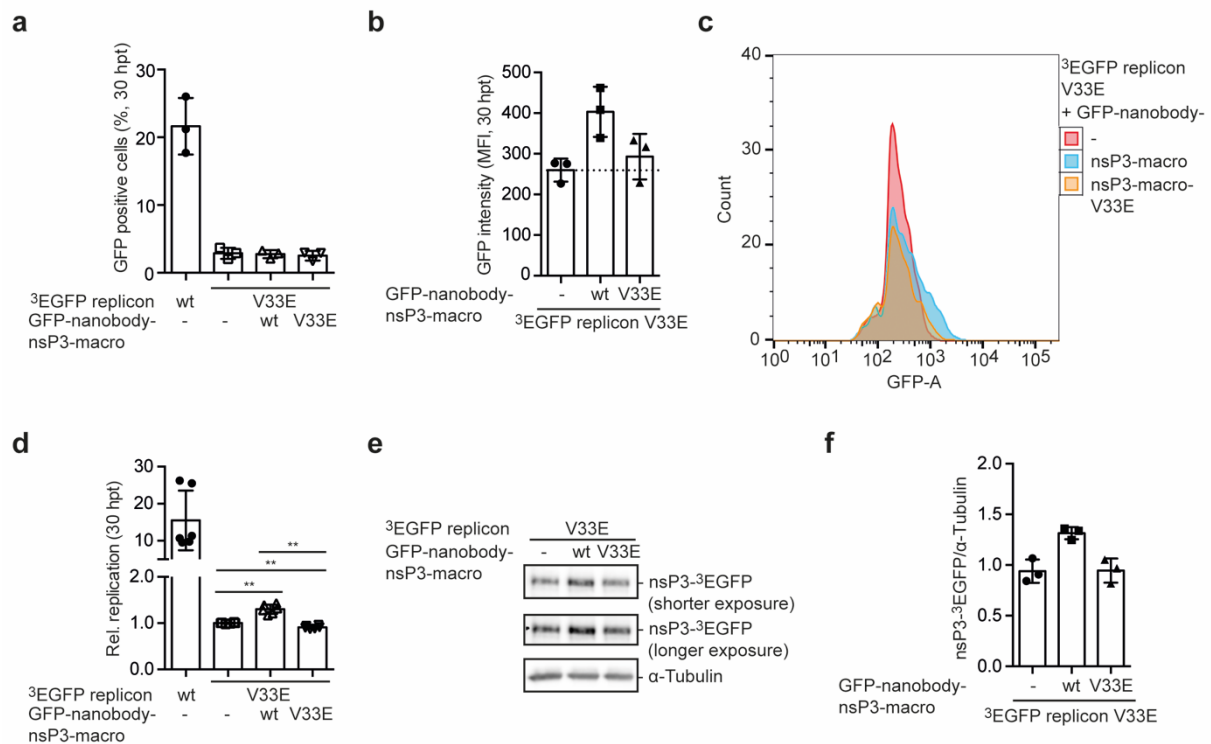 a
GFP positive cells (%, 30 hpt)
30
20
10
0
³EGFP replicon wt V33E
GFP-nanobody- - - wt V33E
nsP3-macro
b
GFP intensity (MFI, 30 hpt)
500
400
300
200
100
0
GFP-nanobody- - wt V33E
nsP3-macro
³EGFP replicon V33E
c
Count
40
30
20
0
10⁰ 10¹ 10² 10³ 10⁴ 10⁵
GFP-A
³EGFP replicon
V33E
+ GFP-nanobody-
-
nsP3-macro
nsP3-macro-
V33E
d
Rel. replication (30 hpt)
30
20
10
2.0
1.0
0.0
**
**
**
³EGFP replicon wt V33E
GFP-nanobody- - - wt V33E
nsP3-macro
e
³EGFP replicon V33E
GFP-nanobody- - wt V33E
nsP3-macro
nsP3-³EGFP
(shorter exposure)
nsP3-³EGFP
(longer exposure)
α-Tubulin
f
nsP3-³EGFP/α-Tubulin
2.0
1.5
1.0
0.5
0.0
GFP-nanobody- - wt V33E
nsP3-macro
³EGFP replicon V33E